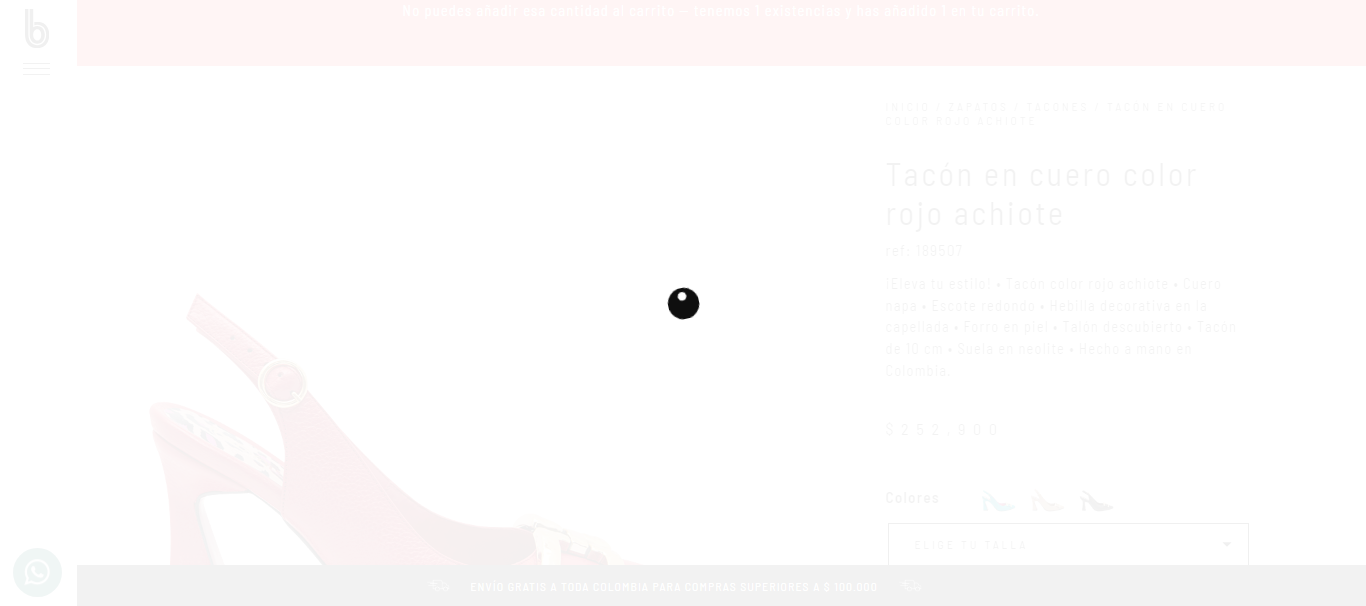 No puedes añadir esa cantidad al carrito — tenemos 1 existencias y has añadido 1 en tu carrito.
INICIO / ZAPATOS / TACONES / TACÓN EN CUERO
COLOR ROJO ACHIOTE
Tacón en cuero color
rojo achiote
ref: 189507
¡Eleva tu estilo! • Tacón color rojo achiote • Cuero
napa • Escote redondo • Hebilla decorativa en la
capellada • Forro en piel • Talón descubierto • Tacón
de 10 cm • Suela en neolite • Hecho a mano en
Colombia.
$252.900
Colores
ELIGE TU TALLA
ENVÍO GRATIS A TODA COLOMBIA PARA COMPRAS SUPERIORES A $ 100.000.